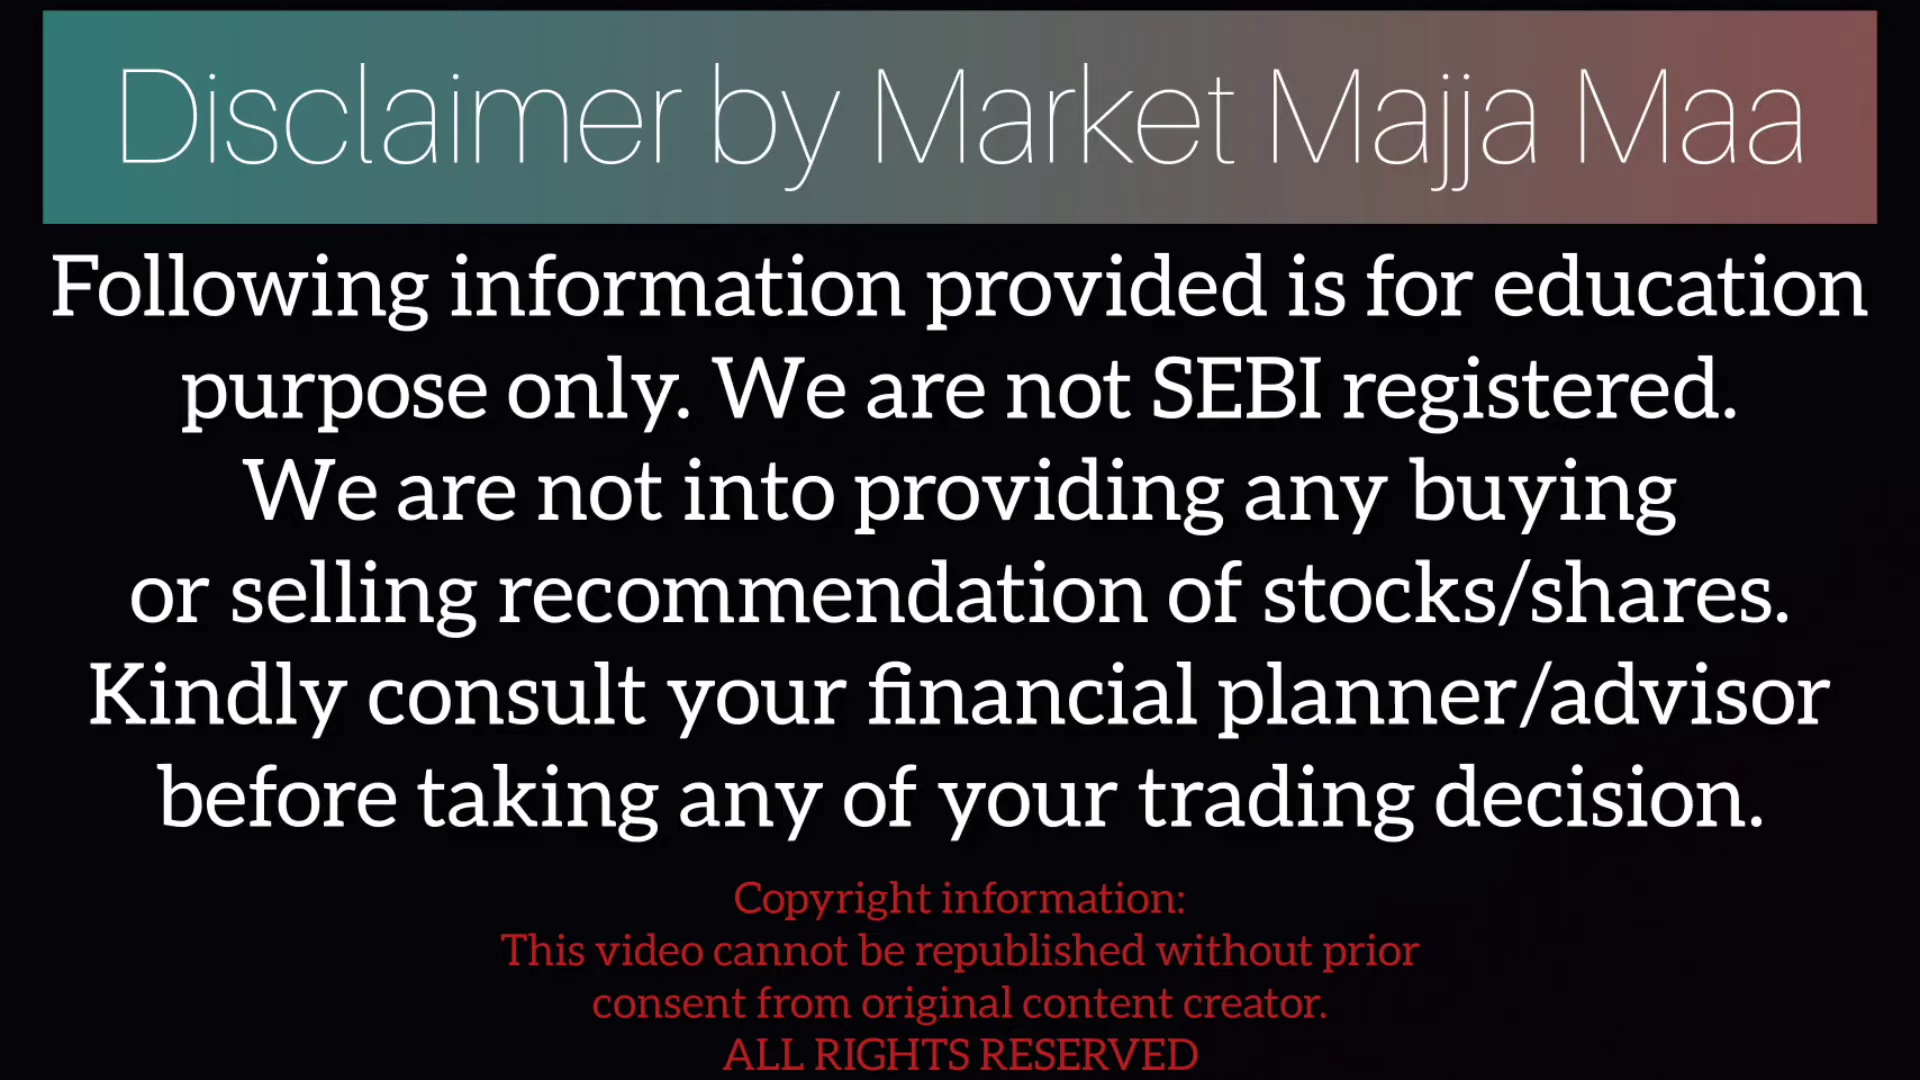 Disclaimer by Market Majja Maa
Following information provided is for education
purpose only. We are not SEBI registered.
We are not into providing any buying
or selling recommendation of stocks/shares.
Kindly consult your financial planner/advisor
before taking any of your trading decision.
Copyright information:
This video cannot be republished without prior
consent from original content creator.
ALL RIGHTS RESERVED